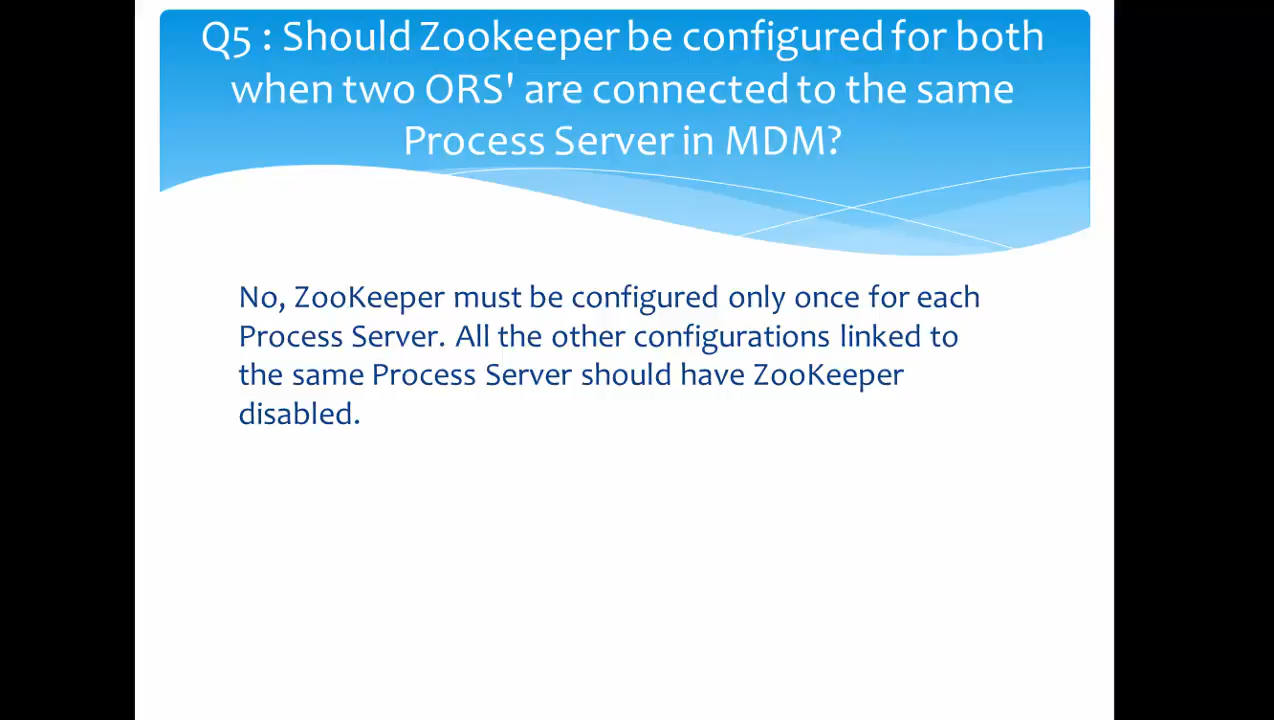 Q5 : Should Zookeeper be configured for both
when two ORS' are connected to the same
Process Server in MDM?
No, ZooKeeper must be configured only once for each
Process Server. All the other configurations linked to
the same Process Server should have ZooKeeper
disabled.